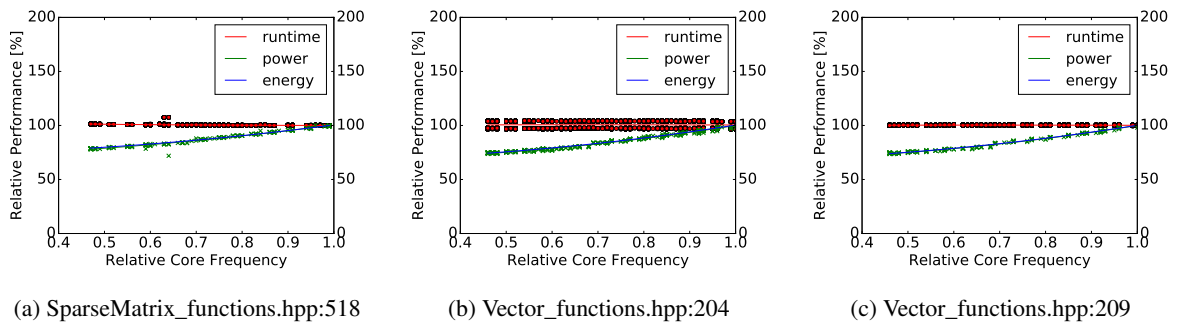 200
150
100
50
0
Relative Performance [%]
runtime
power
energy
200
150
100
50
0
0.4 0.5 0.6 0.7 0.8 0.9 1.0
Relative Core Frequency
(a) SparseMatrix_functions.hpp:518
200
150
100
50
0
Relative Performance [%]
runtime
power
energy
200
150
100
50
0
0.4 0.5 0.6 0.7 0.8 0.9 1.0
Relative Core Frequency
(b) Vector_functions.hpp:204
200
150
100
50
0
Relative Performance [%]
runtime
power
energy
200
150
100
50
0
0.4 0.5 0.6 0.7 0.8 0.9 1.0
Relative Core Frequency
(c) Vector_functions.hpp:209